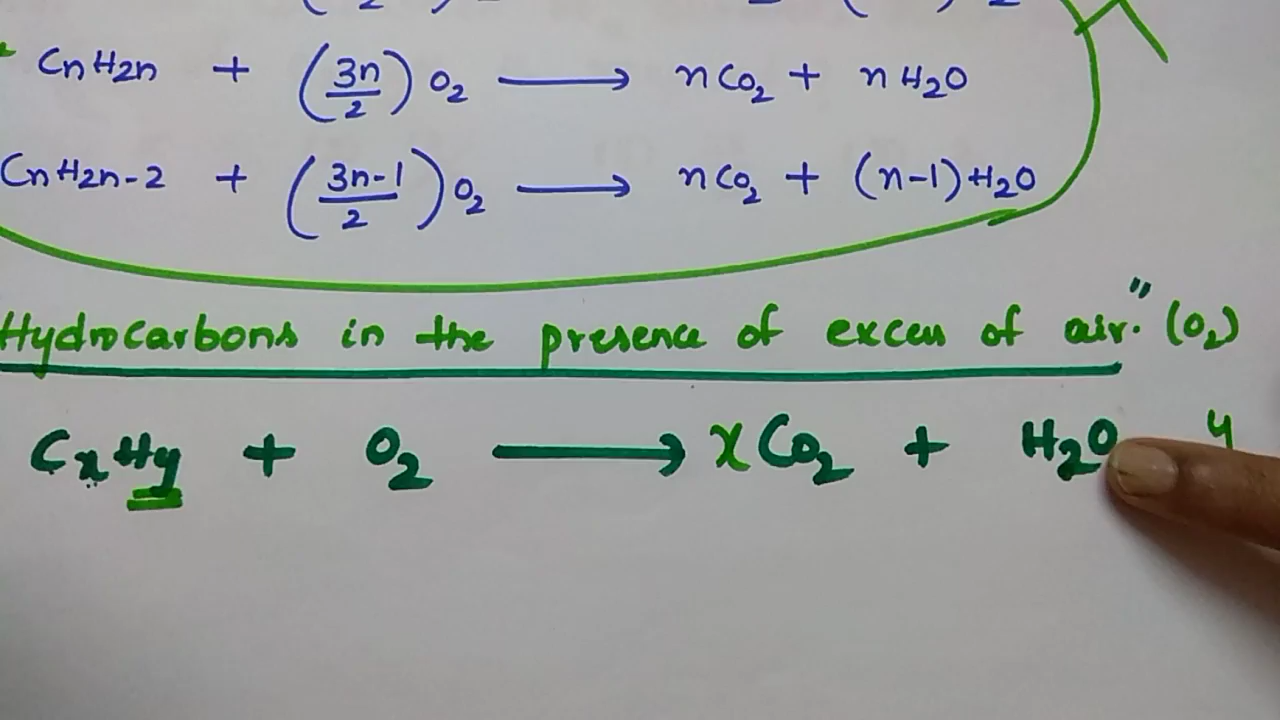 CnH2n + (3n/2) O2 ⟶ nCO2 + nH2O
CnH2n-2 + (3n-1/2) O2 ⟶ nCO2 + (n-1)H2O
Hydrocarbons in the presence of excess of air." (O2)
CxHy + O2 ⟶ xCO2 + H2O